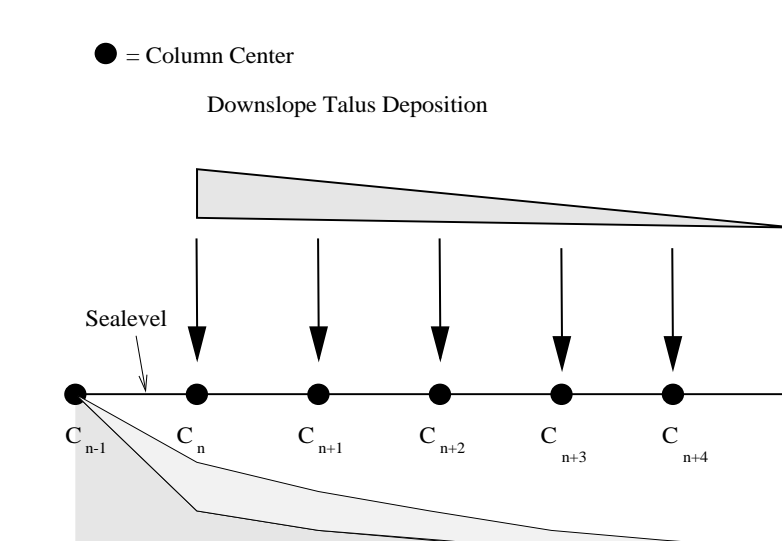 = Column Center
Downslope Talus Deposition
Sealevel
C n-1 C n C n+1 C n+2 C n+3 C n+4